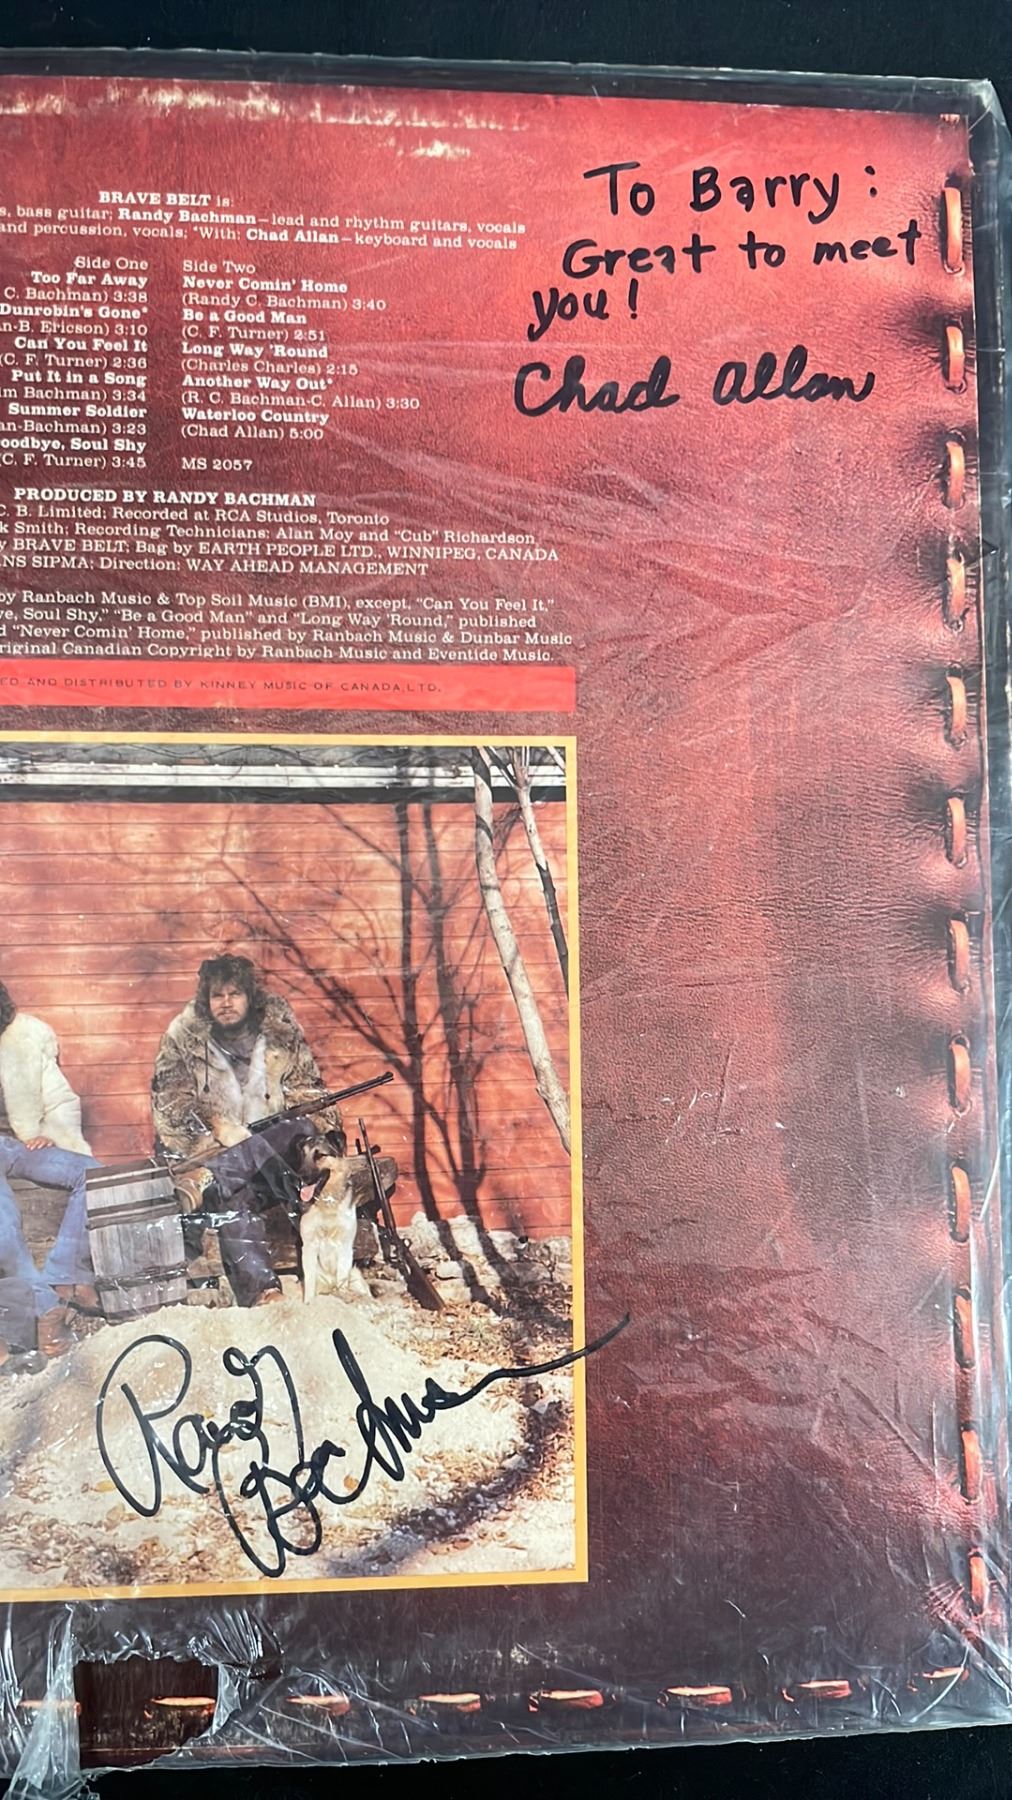 BRAVE BELT is:
s, bass guitar; Randy Bachman—lead and rhythm guitars, vocals
and percussion, vocals; *With: Chad Allan—keyboard and vocals
Side One
Too Far Away
C. Bachman) 3:38
Dunrobin's Gone*
n-B. Ericson) 3:10
Can You Feel It
(C. F. Turner) 2:36
Put It in a Song
m Bachman) 3:34
Summer Soldier
an-Bachman) 3:23
oodbye, Soul Shy
(C. F. Turner) 3:45
Side Two
Never Comin' Home
(Randy C. Bachman) 3:40
Be a Good Man
(C. F. Turner) 2:51
Long Way 'Round
(Charles Charles) 2:15
Another Way Out*
(R. C. Bachman-C. Allan) 3:30
Waterloo Country
(Chad Allan) 5:00
MS 2057
PRODUCED BY RANDY BACHMAN
C. B. Limited; Recorded at RCA Studios, Toronto
k Smith; Recording Technicians: Alan Moy and "Cub" Richardson
y BRAVE BELT; Bag by EARTH PEOPLE LTD., WINNIPEG, CANADA
NS SIPMA; Direction: WAY AHEAD MANAGEMENT
by Ranbach Music & Top Soil Music (BMI), except, "Can You Feel It,"
ye, Soul Shy," "Be a Good Man" and "Long Way 'Round," published
d "Never Comin' Home," published by Ranbach Music & Dunbar Music
riginal Canadian Copyright by Ranbach Music and Eventide Music.
ED AND DISTRIBUTED BY KINNEY MUSIC OF CANADA, LTD.
To Barry:
Great to meet
you!
Chad Allan
Randy
Bachman